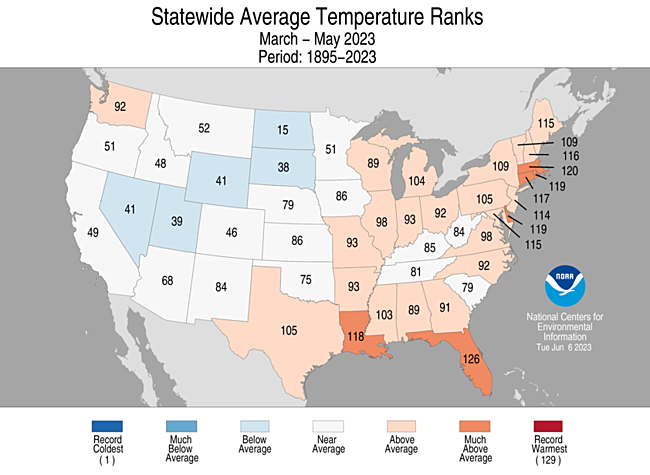 Statewide Average Temperature Ranks
March – May 2023
Period: 1895–2023
92
52
15
51
115
51
48
38
89
109
116
41
104
109
120
119
41
39
79
86
105
117
49
46
86
93
98
93
92
84
98
114
119
115
85
68
84
75
93
81
92
79
105
118
103
89
91
126
NOAA
National Centers for
Environmental
Information
Tue Jun 6 2023
Record
Coldest
( 1 )
Much
Below
Average
Below
Average
Near
Average
Above
Average
Much
Above
Average
Record
Warmest
( 129 )